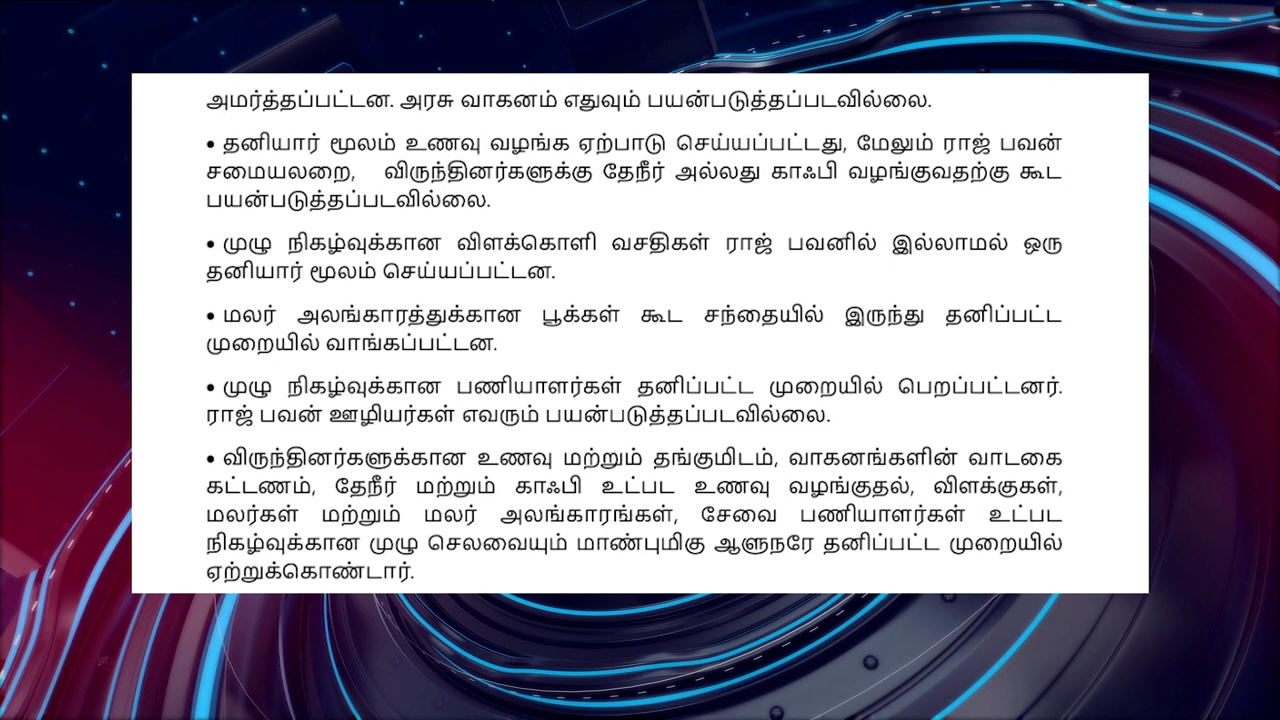 அமர்த்தப்பட்டன. அரசு வாகனம் எதுவும் பயன்படுத்தப்படவில்லை.
• தனியார் மூலம் உணவு வழங்க ஏற்பாடு செய்யப்பட்டது, மேலும் ராஜ் பவன்
சமையலறை, விருந்தினர்களுக்கு தேநீர் அல்லது காஃபி வழங்குவதற்கு கூட
பயன்படுத்தப்படவில்லை.
• முழு நிகழ்வுக்கான விளக்கொளி வசதிகள் ராஜ் பவனில் இல்லாமல் ஒரு
தனியார் மூலம் செய்யப்பட்டன.
• மலர் அலங்காரத்துக்கான பூக்கள் கூட சந்தையில் இருந்து தனிப்பட்ட
முறையில் வாங்கப்பட்டன.
• முழு நிகழ்வுக்கான பணியாளர்கள் தனிப்பட்ட முறையில் பெறப்பட்டனர்.
ராஜ் பவன் ஊழியர்கள் எவரும் பயன்படுத்தப்படவில்லை.
• விருந்தினர்களுக்கான உணவு மற்றும் தங்குமிடம், வாகனங்களின் வாடகை
கட்டணம், தேநீர் மற்றும் காஃபி உட்பட உணவு வழங்குதல், விளக்குகள்,
மலர்கள் மற்றும் மலர் அலங்காரங்கள், சேவை பணியாளர்கள் உட்பட
நிகழ்வுக்கான முழு செலவையும் மாண்புமிகு ஆளுநரே தனிப்பட்ட முறையில்
ஏற்றுக்கொண்டார்.